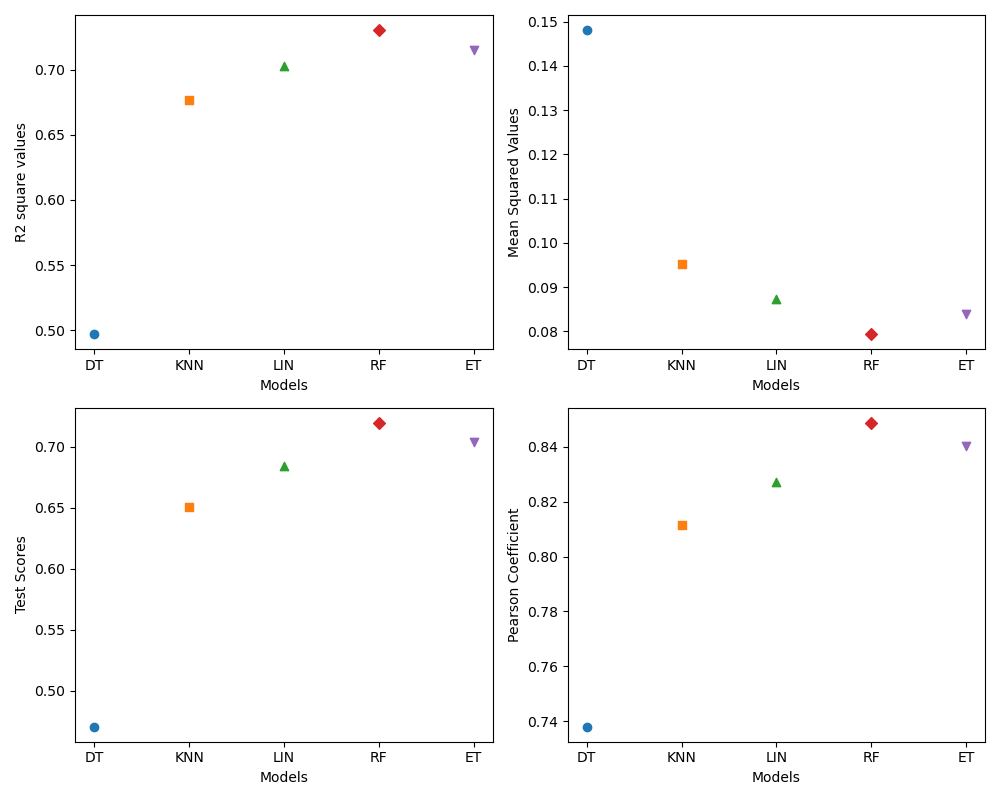 R2 square values
0.70
0.65
0.60
0.55
0.50
DT KNN LIN RF ET
Models
Mean Squared Values
0.15
0.14
0.13
0.12
0.11
0.10
0.09
0.08
DT KNN LIN RF ET
Models
Test Scores
0.70
0.65
0.60
0.55
0.50
DT KNN LIN RF ET
Models
Pearson Coefficient
0.84
0.82
0.80
0.78
0.76
0.74
DT KNN LIN RF ET
Models